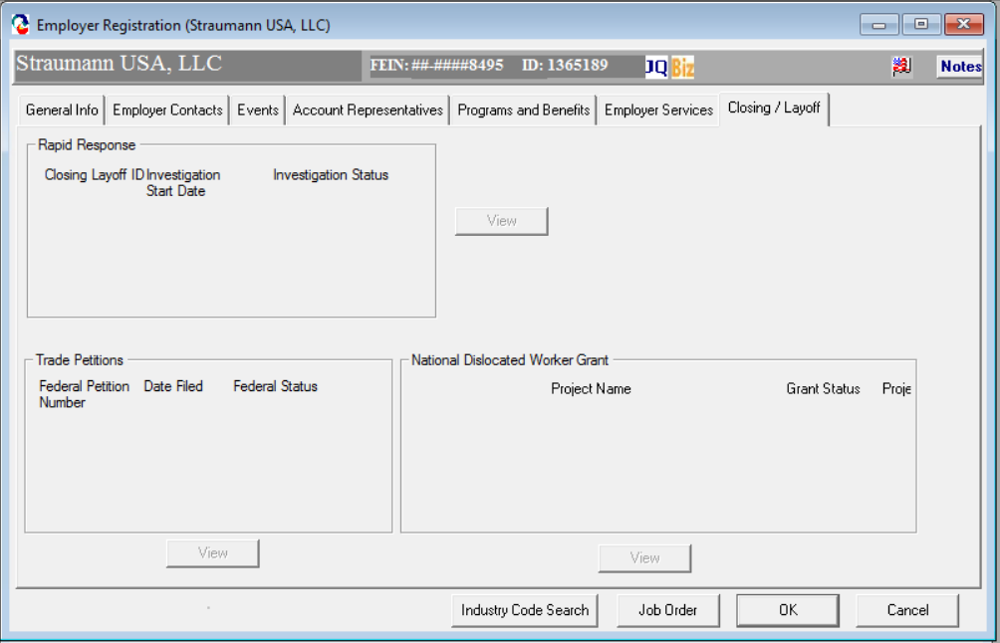 Employer Registration (Straumann USA, LLC)
Straumann USA, LLC FEIN: ##-####8495 ID: 1365189 JQ Biz Notes
General Info Employer Contacts Events Account Representatives Programs and Benefits Employer Services Closing / Layoff
Rapid Response
Closing Layoff ID Investigation Investigation Status
Start Date
View
Trade Petitions National Dislocated Worker Grant
Federal Petition Date Filed Federal Status Project Name Grant Status Proje
Number
View View
Industry Code Search Job Order OK Cancel